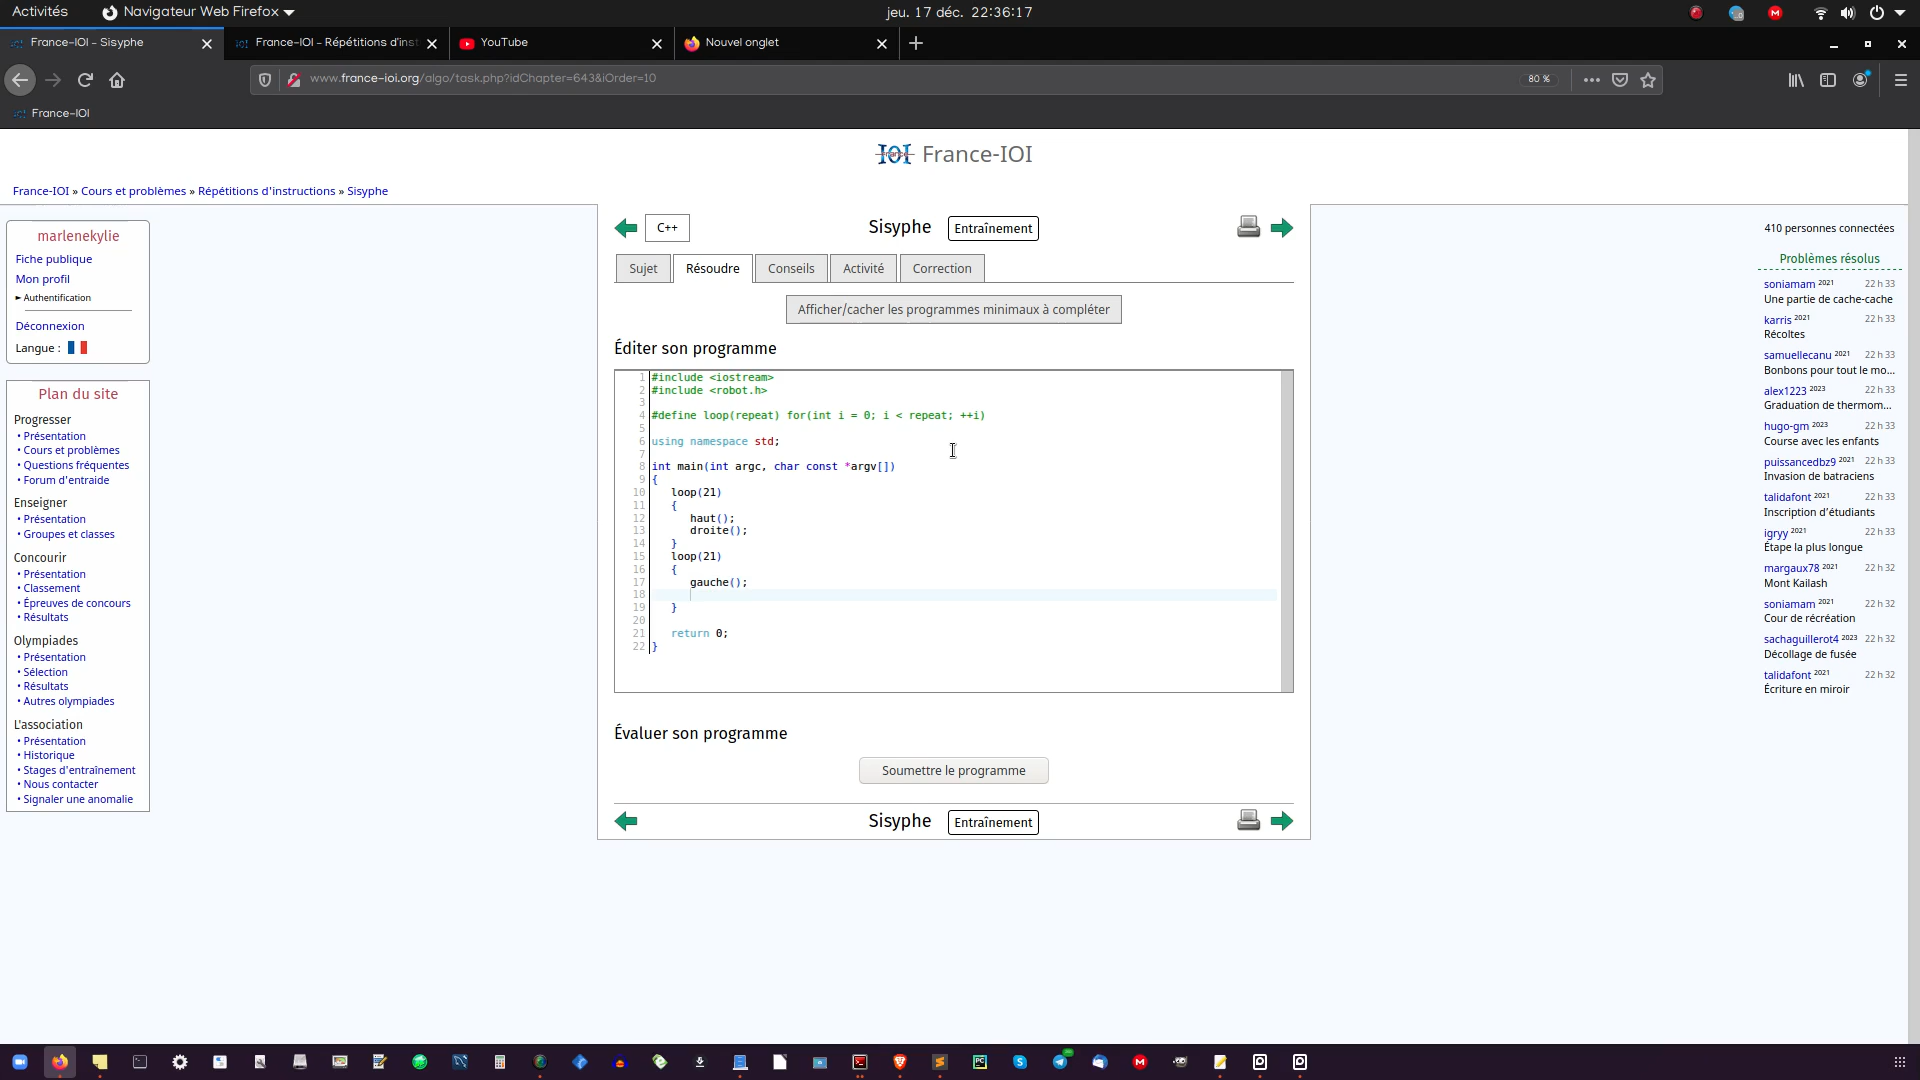 Activités
Navigateur Web Firefox
jeu. 17 déc. 22:36:17
France-IOI - Sisyphe
France-IOI - Répétitions d'inst
YouTube
Nouvel onglet
www.france-ioi.org/algo/task.php?idChapter=643&iOrder=10
80 %
France-IOI
France-IOI
France-IOI » Cours et problèmes » Répétitions d'instructions » Sisyphe
marlenekylie
Fiche publique
Mon profil
► Authentification
Déconnexion
Langue :
Plan du site
Progresser
• Présentation
• Cours et problèmes
• Questions fréquentes
• Forum d'entraide
Enseigner
• Présentation
• Groupes et classes
Concourir
• Présentation
• Classement
• Épreuves de concours
• Résultats
Olympiades
• Présentation
• Sélection
• Résultats
• Autres olympiades
L'association
• Présentation
• Historique
• Stages d'entraînement
• Nous contacter
• Signaler une anomalie
C++
Sisyphe
Entraînement
Sujet
Résoudre
Conseils
Activité
Correction
Afficher/cacher les programmes minimaux à compléter
Éditer son programme
1 #include <iostream>
2 #include <robot.h>
3
4 #define loop(repeat) for(int i = 0; i < repeat; ++i)
5
6 using namespace std;
7
8 int main(int argc, char const *argv[])
9 {
10 loop(21)
11 {
12 haut();
13 droite();
14 }
15 loop(21)
16 {
17 gauche();
18
19 }
20
21 return 0;
22 }
Évaluer son programme
Soumettre le programme
Sisyphe
Entraînement
410 personnes connectées
Problèmes résolus
soniamam 2021 22 h 33
Une partie de cache-cache
karris 2021 22 h 33
Récoltes
samuellecanu 2021 22 h 33
Bonbons pour tout le mo...
alex1223 2023 22 h 33
Graduation de thermom...
hugo-gm 2023 22 h 33
Course avec les enfants
puissancedbz9 2021 22 h 33
Invasion de batraciens
talidafont 2021 22 h 33
Inscription d'étudiants
igryy 2021 22 h 33
Étape la plus longue
margaux78 2021 22 h 32
Mont Kailash
soniamam 2021 22 h 32
Cour de récréation
sachaguillerot4 2023 22 h 32
Décollage de fusée
talidafont 2021 22 h 32
Écriture en miroir